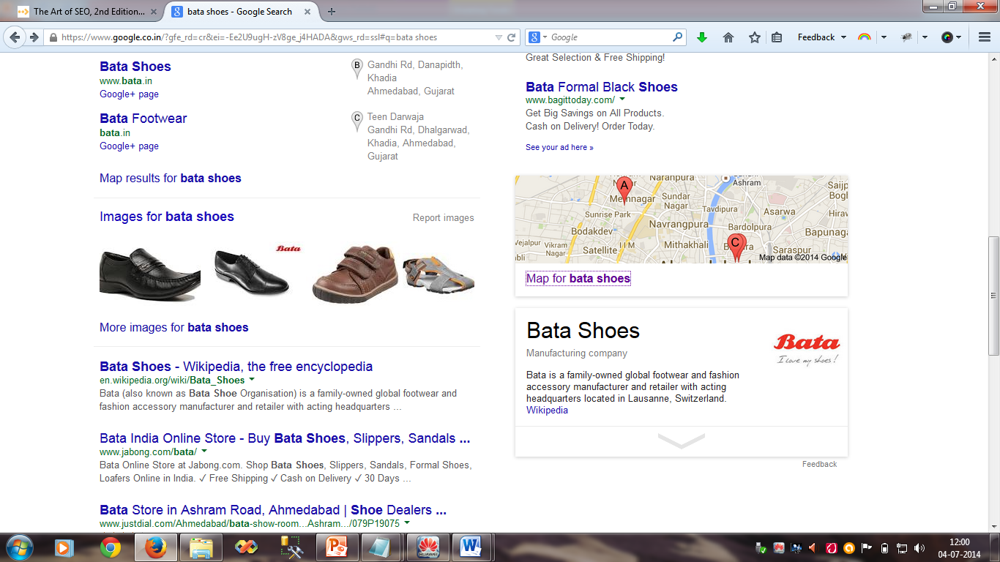 The Art of SEO, 2nd Edition...
bata shoes - Google Search
https://www.google.co.in/?gfe_rd=cr&ei=-Ee2U9ugH-zV8ge_j4HADA&gws_rd=ssl#q=bata shoes
Google
Feedback
Bata Shoes
www.bata.in
Google+ page
B
Gandhi Rd, Danapidth,
Khadia
Ahmedabad, Gujarat
Bata Footwear
bata.in
Google+ page
C
Teen Darwaja
Gandhi Rd, Dhalgarwad,
Khadia, Ahmedabad,
Gujarat
Map results for bata shoes
Images for bata shoes
Report images
Bata
More images for bata shoes
Bata Shoes - Wikipedia, the free encyclopedia
en.wikipedia.org/wiki/Bata_Shoes
Bata (also known as Bata Shoe Organisation) is a family-owned global footwear and
fashion accessory manufacturer and retailer with acting headquarters ...
Bata India Online Store - Buy Bata Shoes, Slippers, Sandals ...
www.jabong.com/bata/
Bata Online Store at Jabong.com. Shop Bata Shoes, Slippers, Sandals, Formal Shoes,
Loafers Online in India. ✓ Free Shipping ✓ Cash on Delivery ✓ 30 Days ...
Bata Store in Ashram Road, Ahmedabad | Shoe Dealers ...
www.justdial.com/Ahmedabad/bata-show-room...Ashram.../079P19075
Great Selection & Free Shipping!
Bata Formal Black Shoes
www.bagittoday.com/
Get Big Savings on All Products.
Cash on Delivery! Order Today.
See your ad here »
Naranpura
Ashram
Saijp
Bogh
A
Memnagar
Sundar
Nagar
Tavdipura
Asarwa
Hirav
Sunrise Park
Navrangpura
Bardolpura
Bapunaga
Bodakdev
Vejalpur
Vikram
Nagar
Satellite
I I M
Mithakhali
C
Saraspur
Map data ©2014 Google
Map for bata shoes
Bata Shoes
Manufacturing company
Bata
I love my shoes!
Bata is a family-owned global footwear and fashion
accessory manufacturer and retailer with acting
headquarters located in Lausanne, Switzerland.
Wikipedia
Feedback
HUAWEI
12:00
04-07-2014